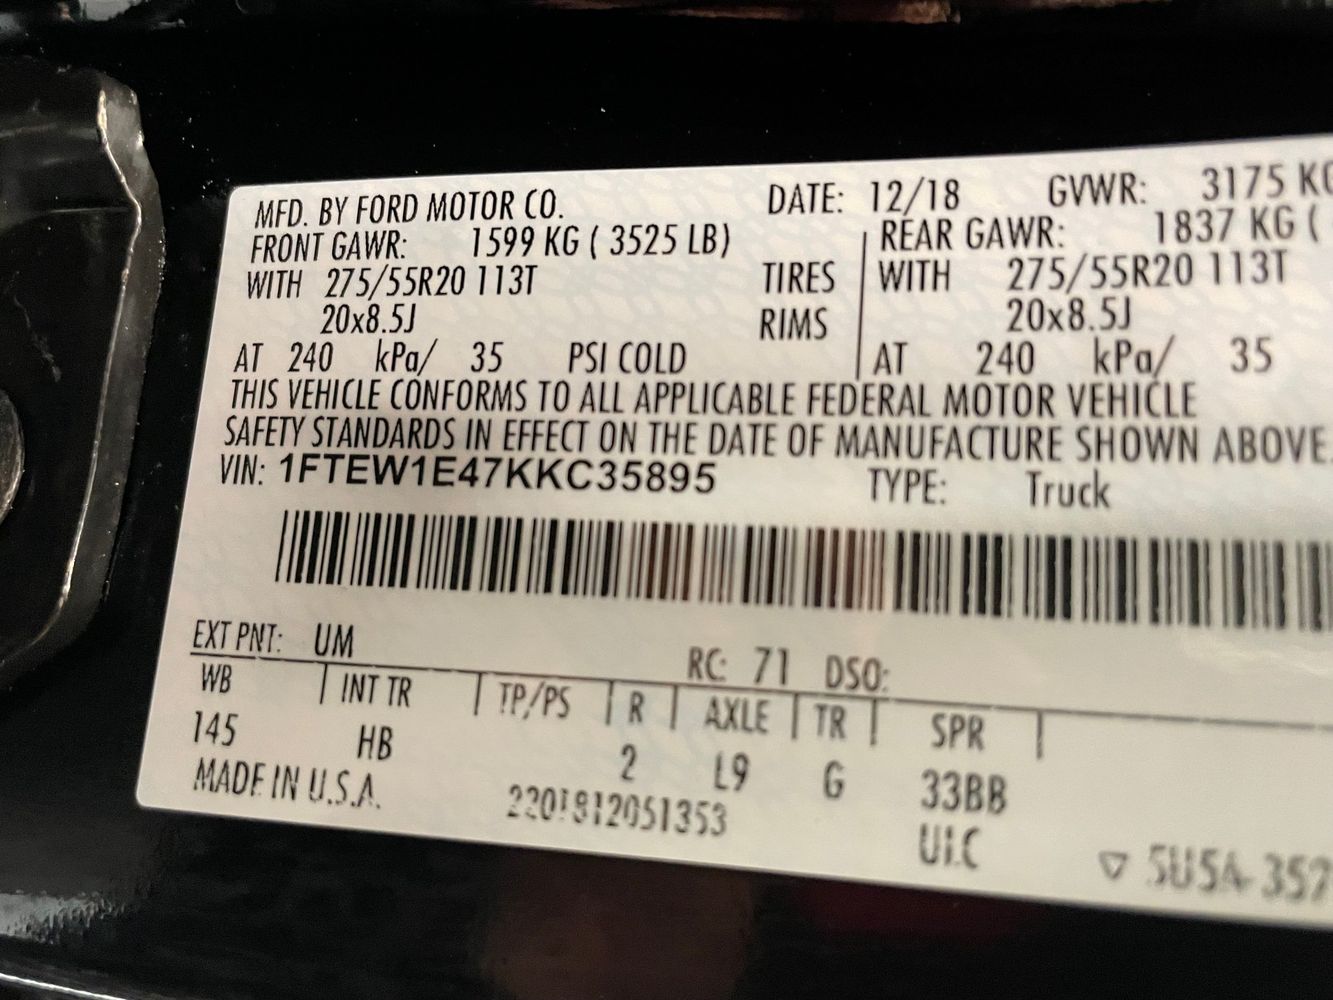 MFD. BY FORD MOTOR CO. DATE: 12/18 GVWR: 3175 KG
FRONT GAWR: 1599 KG ( 3525 LB) REAR GAWR: 1837 KG (
WITH 275/55R20 113T TIRES WITH 275/55R20 113T
20x8.5J RIMS 20x8.5J
AT 240 kPa/ 35 PSI COLD AT 240 kPa/ 35
THIS VEHICLE CONFORMS TO ALL APPLICABLE FEDERAL MOTOR VEHICLE
SAFETY STANDARDS IN EFFECT ON THE DATE OF MANUFACTURE SHOWN ABOVE.
VIN: 1FTEW1E47KKC35895 TYPE: Truck
EXT PNT: UM RC: 71 DSO:
WB INT TR TP/PS R AXLE TR SPR
145 HB 2 L9 G 33BB
MADE IN U.S.A. 2201812051353 UIC
▽ 5U5A-352